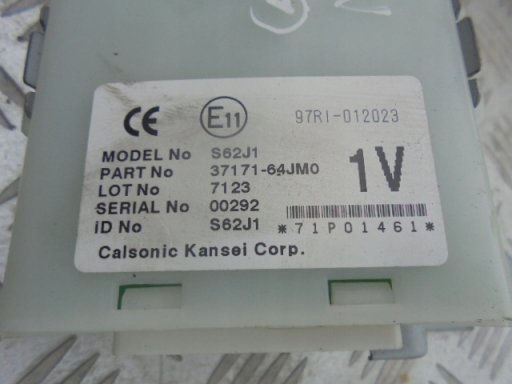 CE E11 97RI-012023
MODEL No S62J1
PART No 37171-64JM0 1V
LOT No 7123
SERIAL No 00292
iD No S62J1 *71P01461*
Calsonic Kansei Corp.